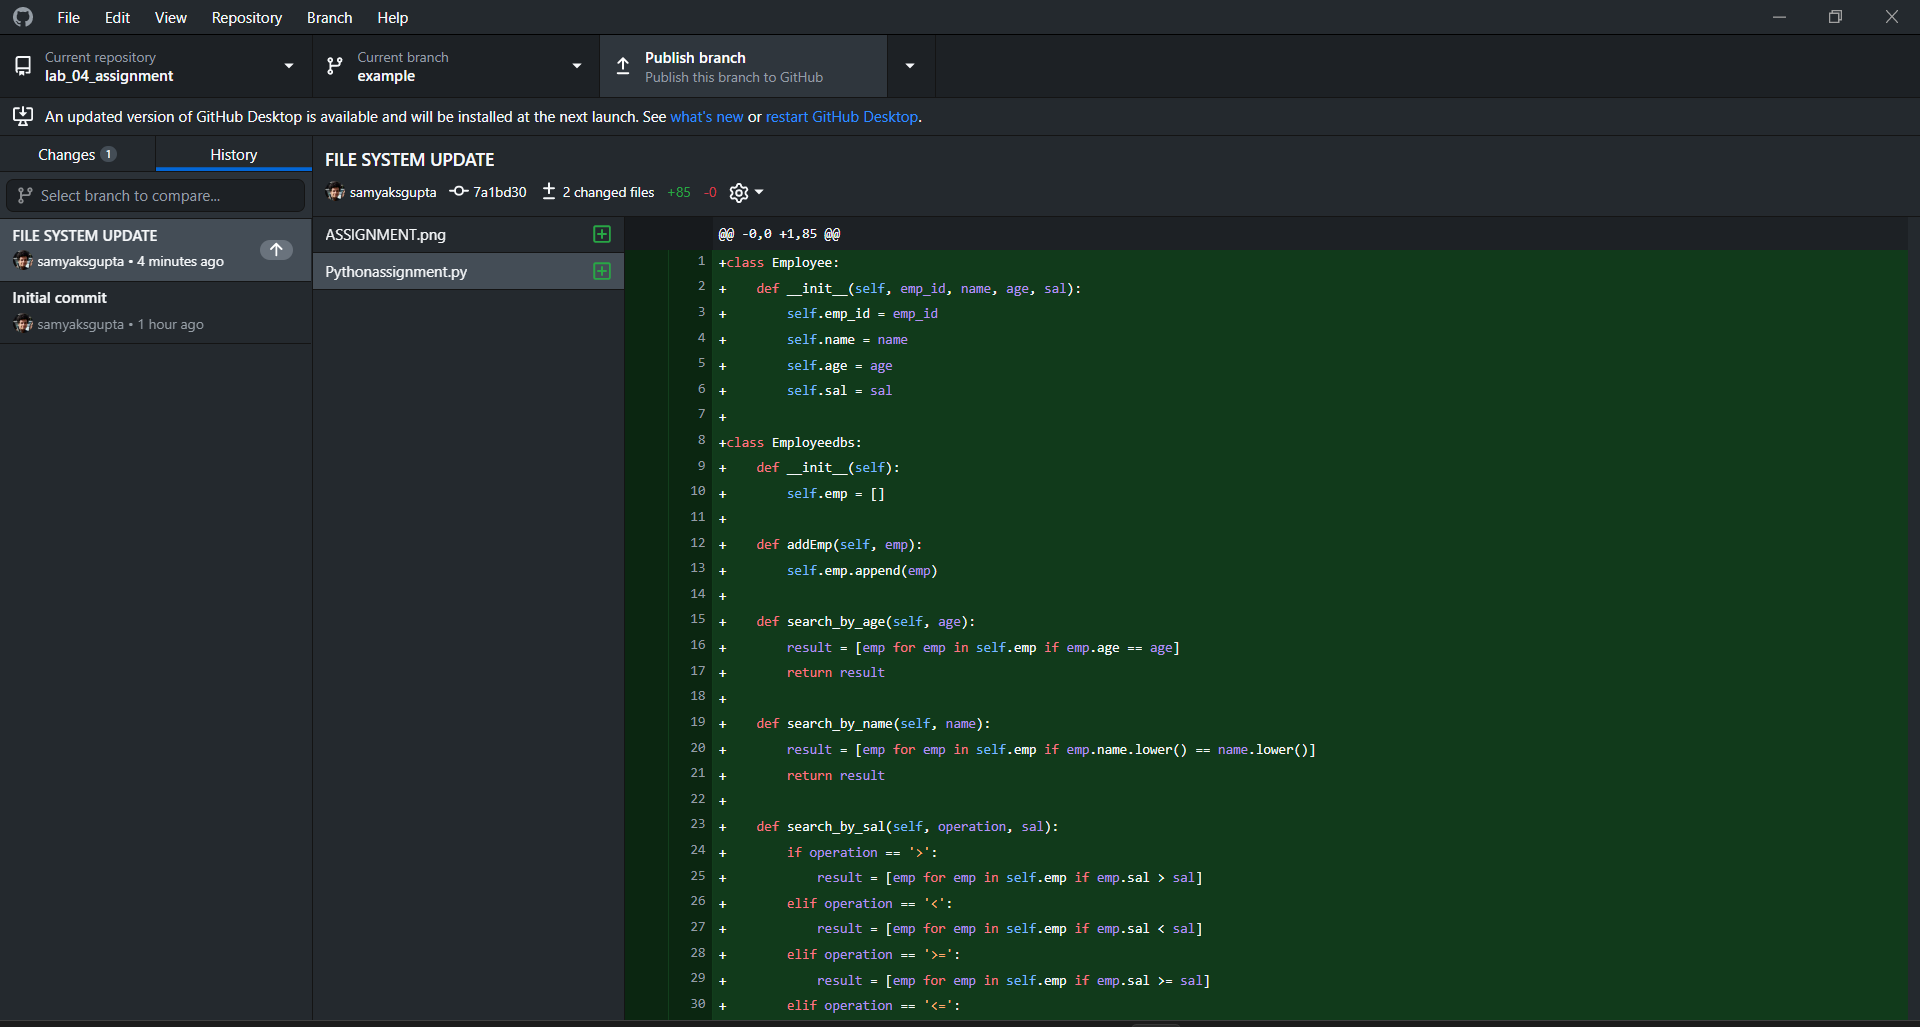 File Edit View Repository Branch Help
Current repository
lab_04_assignment
Current branch
example
Publish branch
Publish this branch to GitHub
An updated version of GitHub Desktop is available and will be installed at the next launch. See what's new or restart GitHub Desktop.
Changes 1 History
Select branch to compare...
FILE SYSTEM UPDATE
samyaksgupta • 4 minutes ago
Initial commit
samyaksgupta • 1 hour ago
FILE SYSTEM UPDATE
samyaksgupta 7a1bd30 2 changed files +85 -0
ASSIGNMENT.png
Pythonassignment.py
@@ -0,0 +1,85 @@
1 +class Employee:
2 +    def __init__(self, emp_id, name, age, sal):
3 +        self.emp_id = emp_id
4 +        self.name = name
5 +        self.age = age
6 +        self.sal = sal
7 +
8 +class Employeedbs:
9 +    def __init__(self):
10 +        self.emp = []
11 +
12 +    def addEmp(self, emp):
13 +        self.emp.append(emp)
14 +
15 +    def search_by_age(self, age):
16 +        result = [emp for emp in self.emp if emp.age == age]
17 +        return result
18 +
19 +    def search_by_name(self, name):
20 +        result = [emp for emp in self.emp if emp.name.lower() == name.lower()]
21 +        return result
22 +
23 +    def search_by_sal(self, operation, sal):
24 +        if operation == '>':
25 +            result = [emp for emp in self.emp if emp.sal > sal]
26 +        elif operation == '<':
27 +            result = [emp for emp in self.emp if emp.sal < sal]
28 +        elif operation == '>=':
29 +            result = [emp for emp in self.emp if emp.sal >= sal]
30 +        elif operation == '<=':